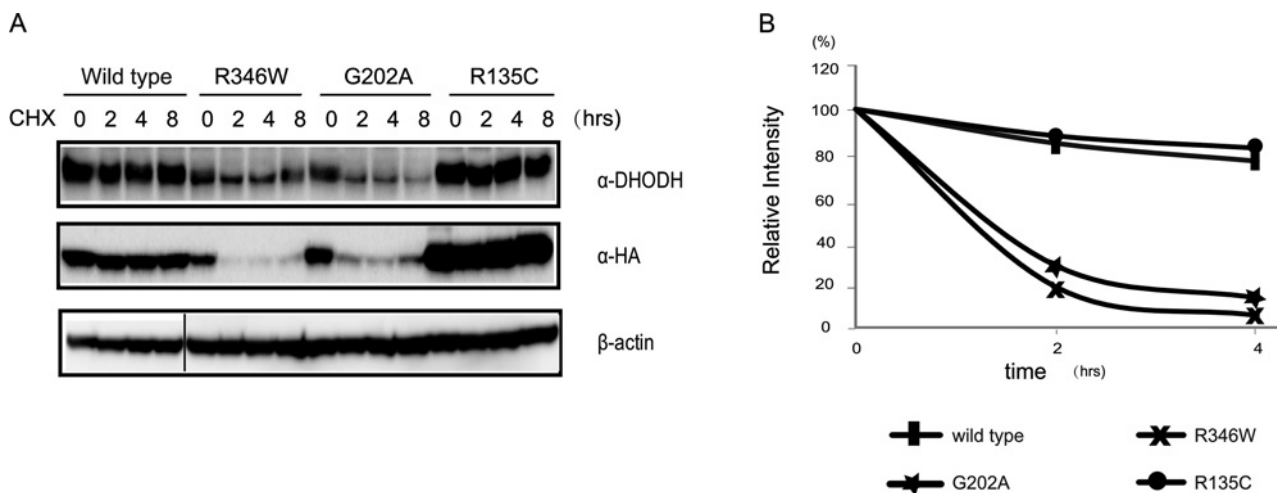 A
Wild type R346W G202A R135C
CHX 0 2 4 8 0 2 4 8 0 2 4 8 0 2 4 8 (hrs)
α-DHODH
α-HA
β-actin
B
(%)
120
100
80
60
40
20
0
Relative Intensity
0 2 4
time (hrs)
wild type R346W
G202A R135C